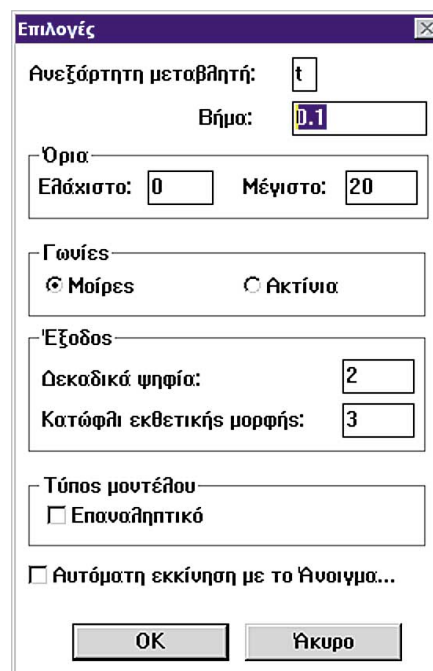 Επιλογές
Ανεξάρτητη μεταβλητή: t
Βήμα: 0.1
Όρια
Ελάχιστο: 0 Μέγιστο: 20
Γωνίες
Μοίρες Ακτίνια
Έξοδος
Δεκαδικά ψηφία: 2
Κατώφλι εκθετικής μορφής: 3
Τύπος μοντέλου
Επαναληπτικό
Αυτόματη εκκίνηση με το Άνοιγμα...
OK Άκυρο